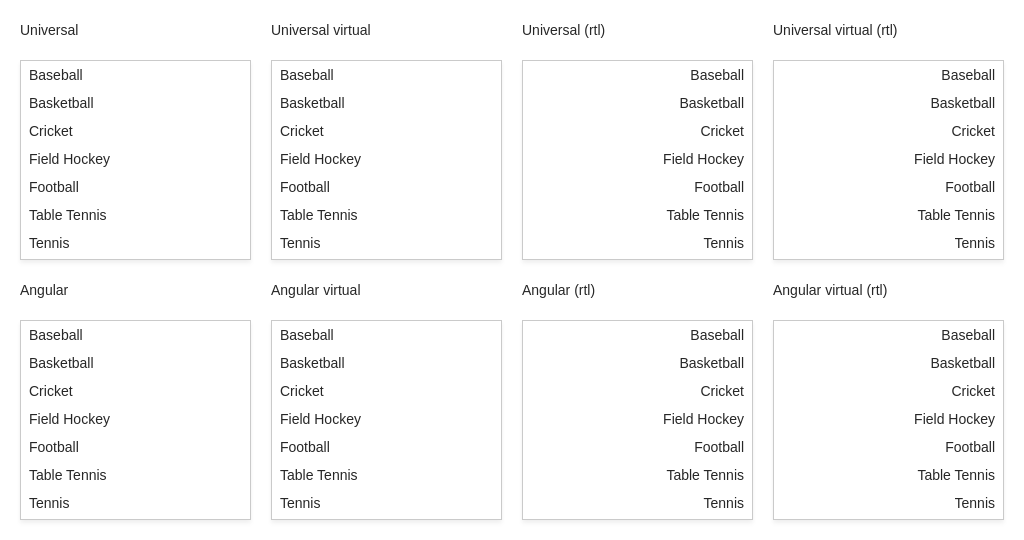 Universal
Baseball
Basketball
Cricket
Field Hockey
Football
Table Tennis
Tennis
Universal virtual
Baseball
Basketball
Cricket
Field Hockey
Football
Table Tennis
Tennis
Universal (rtl)
Baseball
Basketball
Cricket
Field Hockey
Football
Table Tennis
Tennis
Universal virtual (rtl)
Baseball
Basketball
Cricket
Field Hockey
Football
Table Tennis
Tennis
Angular
Baseball
Basketball
Cricket
Field Hockey
Football
Table Tennis
Tennis
Angular virtual
Baseball
Basketball
Cricket
Field Hockey
Football
Table Tennis
Tennis
Angular (rtl)
Baseball
Basketball
Cricket
Field Hockey
Football
Table Tennis
Tennis
Angular virtual (rtl)
Baseball
Basketball
Cricket
Field Hockey
Football
Table Tennis
Tennis